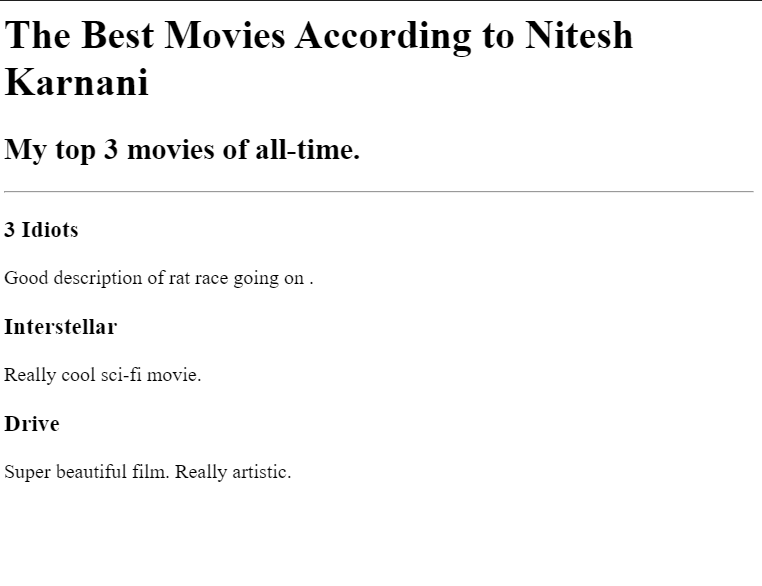 The Best Movies According to Nitesh
Karnani
My top 3 movies of all-time.
3 Idiots
Good description of rat race going on .
Interstellar
Really cool sci-fi movie.
Drive
Super beautiful film. Really artistic.